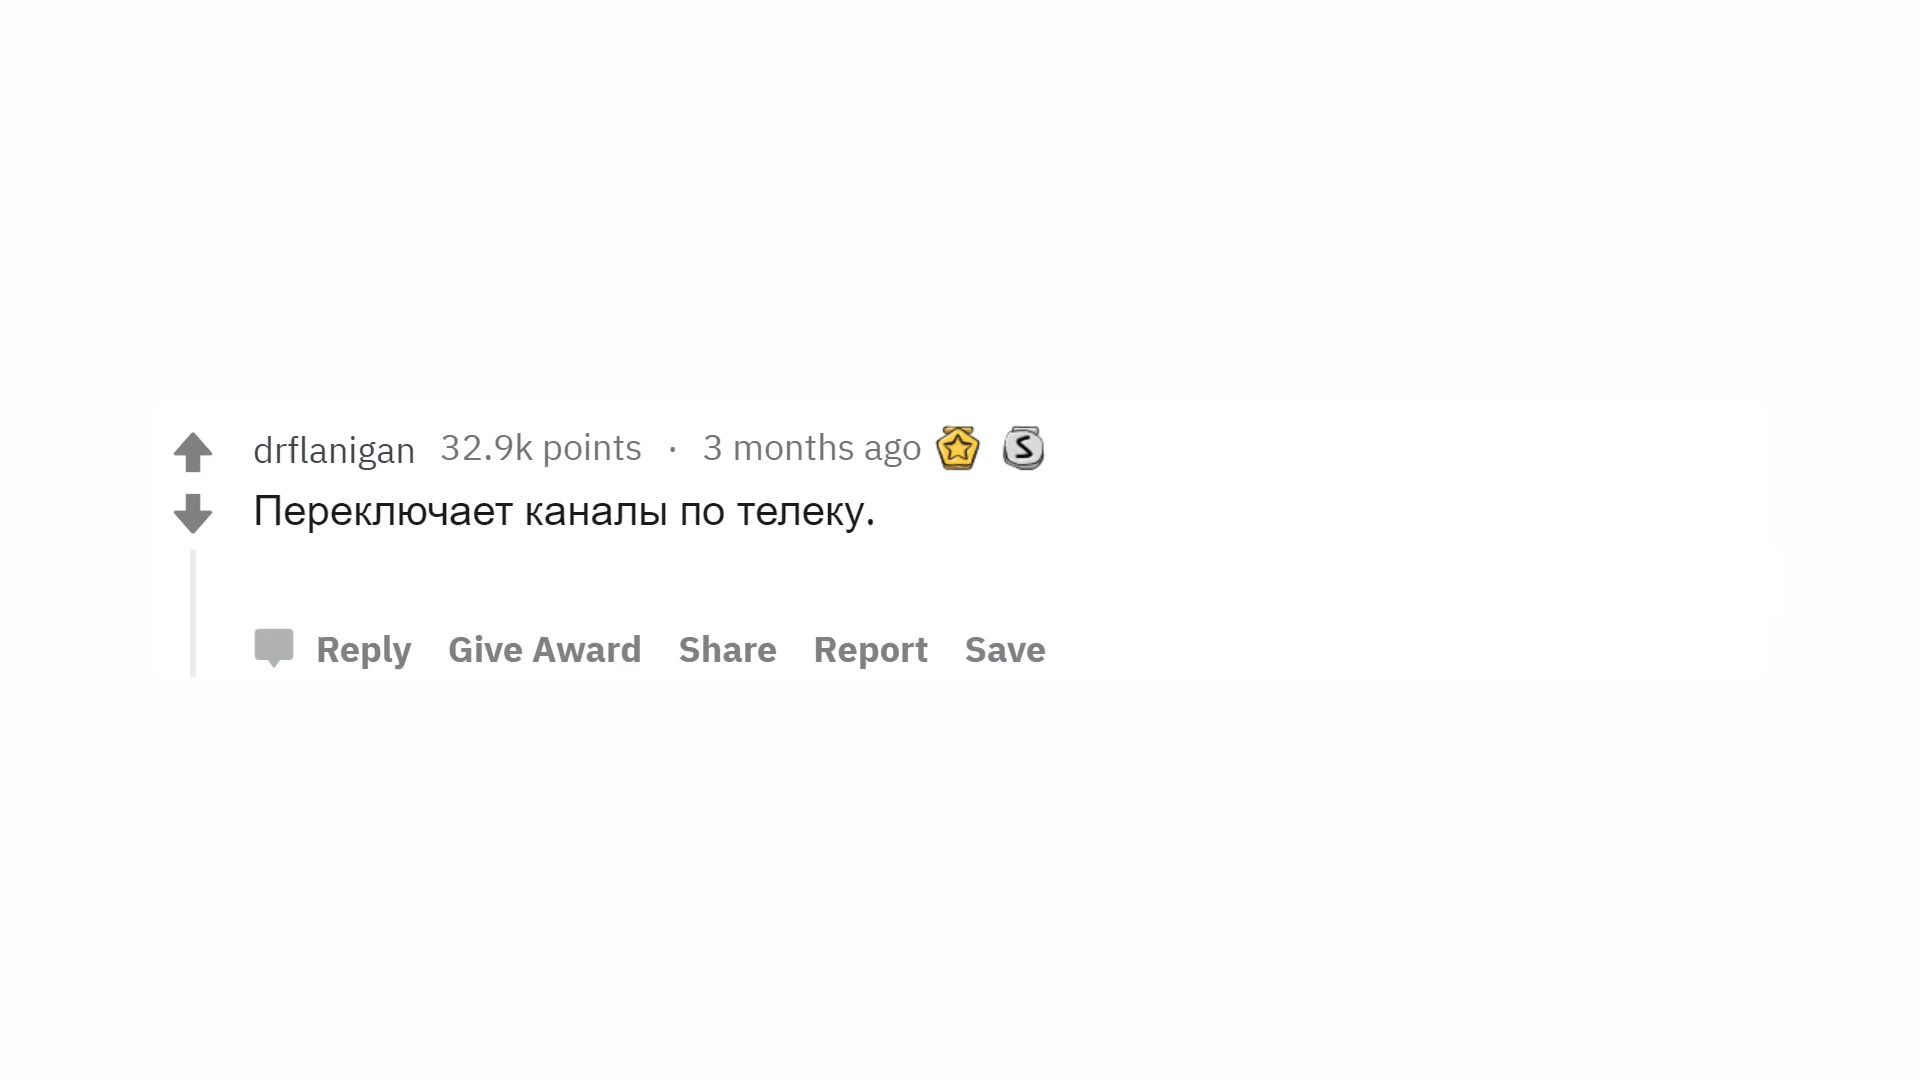 drflanigan 32.9k points · 3 months ago S
Переключает каналы по телеку.
Reply Give Award Share Report Save